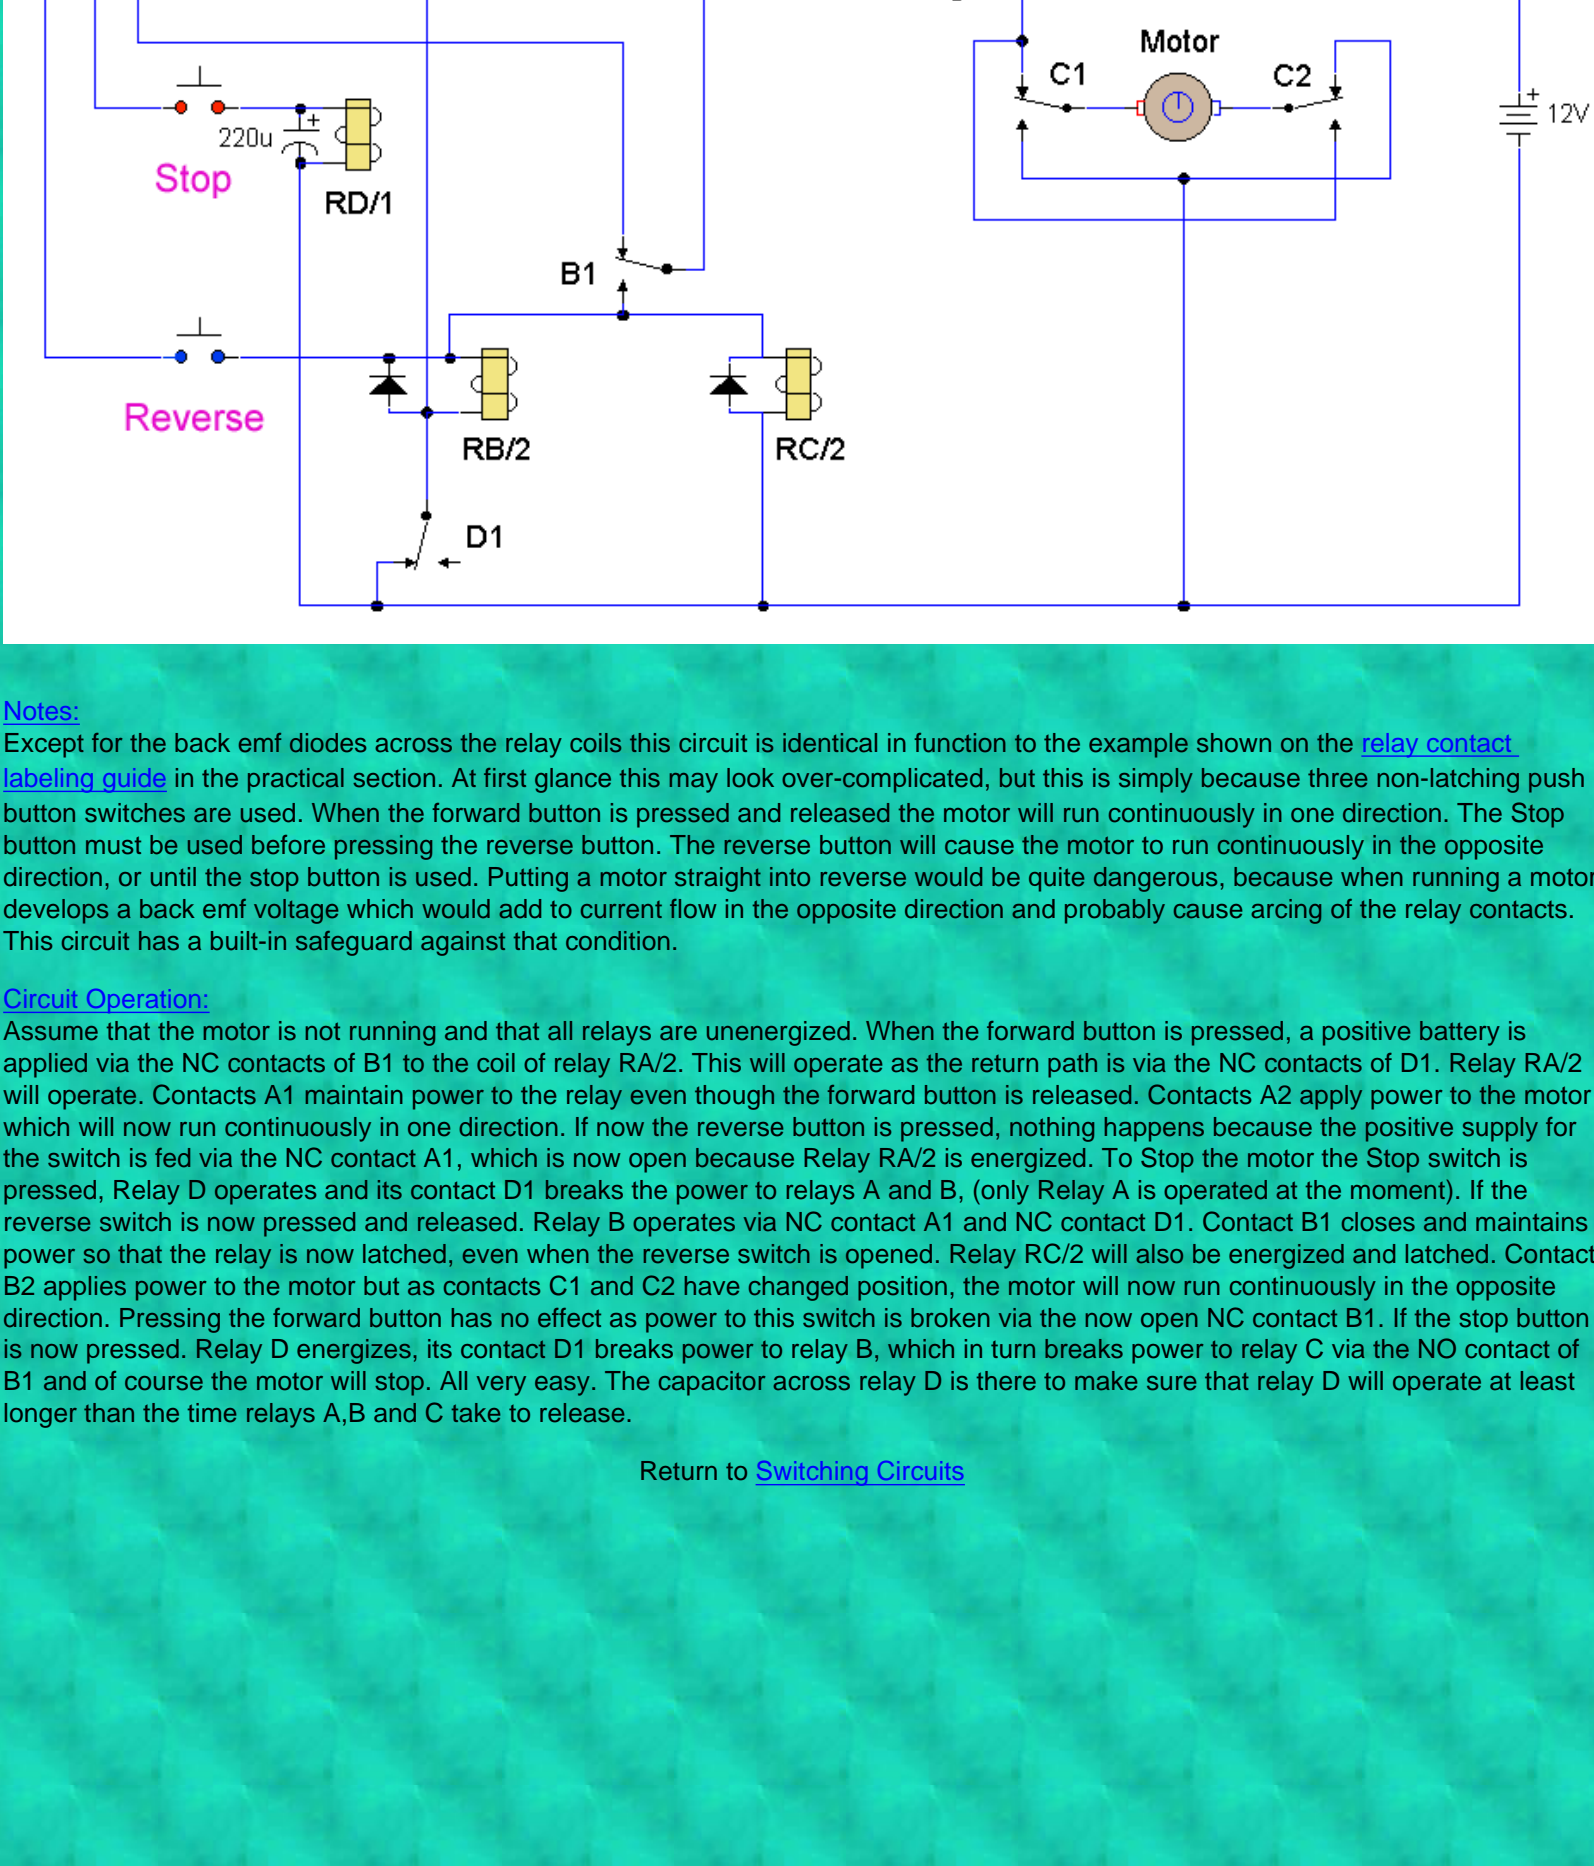 Motor
C1
C2
+
12V
220u
+
Stop
RD/1
B1
Reverse
RB/2
RC/2
D1
Notes:
Except for the back emf diodes across the relay coils this circuit is identical in function to the example shown on the relay contact
labeling guide in the practical section. At first glance this may look over-complicated, but this is simply because three non-latching push
button switches are used. When the forward button is pressed and released the motor will run continuously in one direction. The Stop
button must be used before pressing the reverse button. The reverse button will cause the motor to run continuously in the opposite
direction, or until the stop button is used. Putting a motor straight into reverse would be quite dangerous, because when running a motor
develops a back emf voltage which would add to current flow in the opposite direction and probably cause arcing of the relay contacts.
This circuit has a built-in safeguard against that condition.
Circuit Operation:
Assume that the motor is not running and that all relays are unenergized. When the forward button is pressed, a positive battery is
applied via the NC contacts of B1 to the coil of relay RA/2. This will operate as the return path is via the NC contacts of D1. Relay RA/2
will operate. Contacts A1 maintain power to the relay even though the forward button is released. Contacts A2 apply power to the motor
which will now run continuously in one direction. If now the reverse button is pressed, nothing happens because the positive supply for
the switch is fed via the NC contact A1, which is now open because Relay RA/2 is energized. To Stop the motor the Stop switch is
pressed, Relay D operates and its contact D1 breaks the power to relays A and B, (only Relay A is operated at the moment). If the
reverse switch is now pressed and released. Relay B operates via NC contact A1 and NC contact D1. Contact B1 closes and maintains
power so that the relay is now latched, even when the reverse switch is opened. Relay RC/2 will also be energized and latched. Contact
B2 applies power to the motor but as contacts C1 and C2 have changed position, the motor will now run continuously in the opposite
direction. Pressing the forward button has no effect as power to this switch is broken via the now open NC contact B1. If the stop button
is now pressed. Relay D energizes, its contact D1 breaks power to relay B, which in turn breaks power to relay C via the NO contact of
B1 and of course the motor will stop. All very easy. The capacitor across relay D is there to make sure that relay D will operate at least
longer than the time relays A,B and C take to release.
Return to Switching Circuits